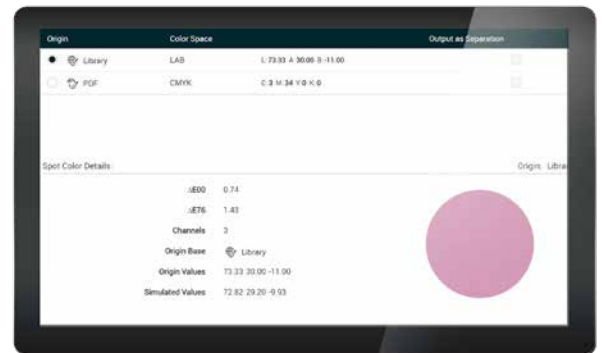 Origin Color Space Output as Separation
Library LAB L: 73.33 A: 30.00 B: -11.00
PDF CMYK C: 3 M: 34 Y: 0 K: 0
Spot Color Details Origin: Libra
ΔE00 0.74
ΔE76 1.43
Channels 3
Origin Base Library
Origin Values 73.33 30.00 -11.00
Simulated Values 72.82 29.20 -9.93